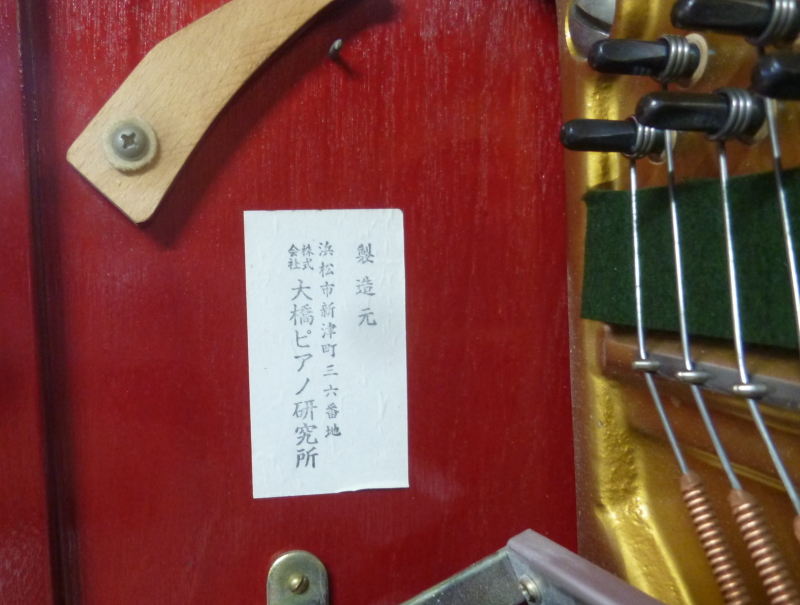 製造元
浜松市新津町三六番地
株式会社大橋ピアノ研究所